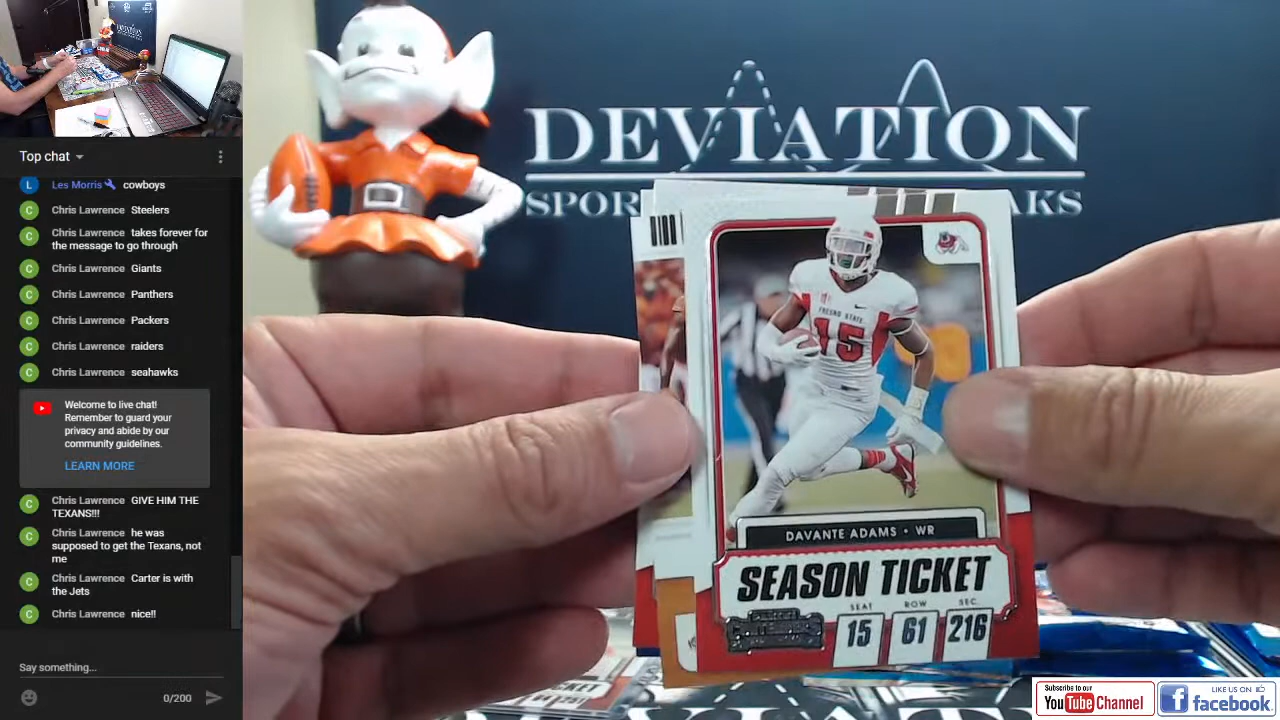 Top chat
Les Morris cowboys
Chris Lawrence Steelers
Chris Lawrence takes forever for
the message to go through
Chris Lawrence Giants
Chris Lawrence Panthers
Chris Lawrence Packers
Chris Lawrence raiders
Chris Lawrence seahawks
Welcome to live chat!
Remember to guard your
privacy and abide by our
community guidelines.
LEARN MORE
Chris Lawrence GIVE HIM THE
TEXANS!!!
Chris Lawrence he was
supposed to get the Texans, not
me
Chris Lawrence Carter is with
the Jets
Chris Lawrence nice!!
Say something...
0/200
DEVIATION
SPOR AKS
FRESNO STATE
15
DAVANTE ADAMS • WR
SEASON TICKET
SEAT ROW SEC
15 61 216
DEVIATION
Subscribe to our
YouTube Channel
LIKE US ON
facebook.